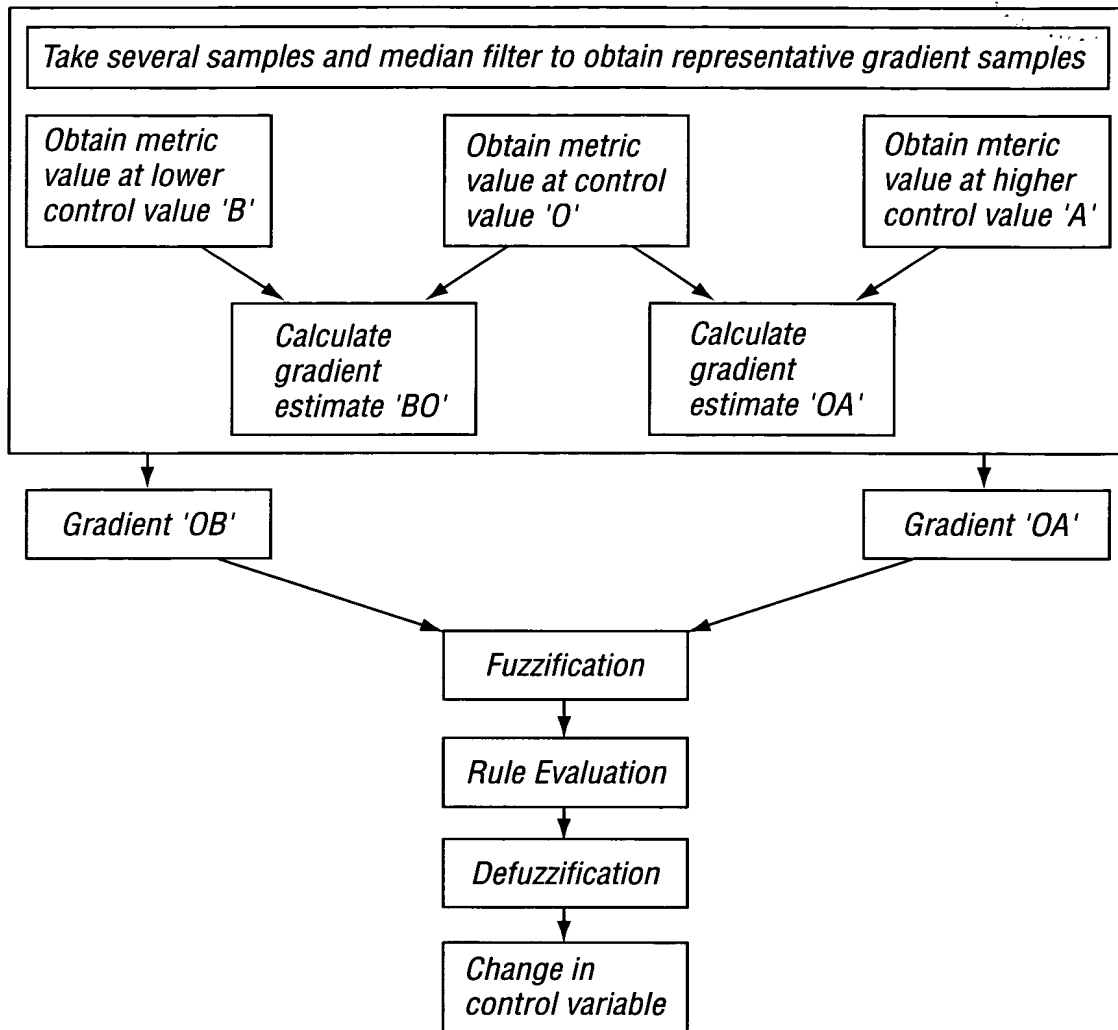 Take several samples and median filter to obtain representative gradient samples
Obtain metric
value at lower
control value 'B'
Obtain metric
value at control
value 'O'
Obtain mteric
value at higher
control value 'A'
Calculate
gradient
estimate 'BO'
Calculate
gradient
estimate 'OA'
Gradient 'OB'
Gradient 'OA'
Fuzzification
Rule Evaluation
Defuzzification
Change in
control variable